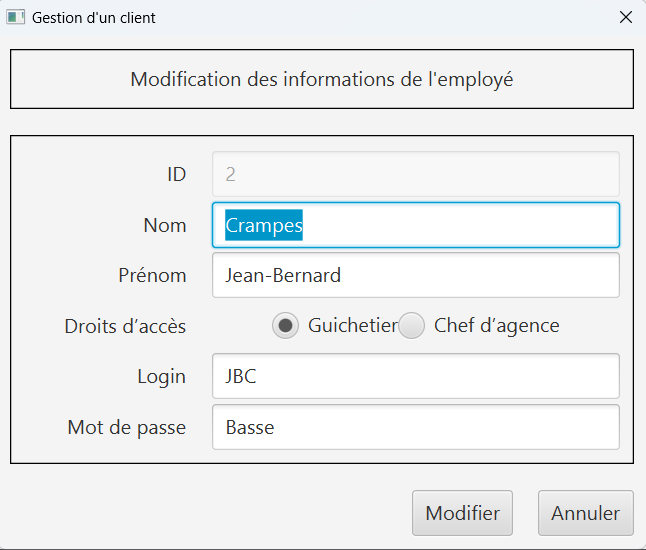 Gestion d'un client
Modification des informations de l'employé
ID 2
Nom Crampes
Prénom Jean-Bernard
Droits d’accès Guichetier Chef d’agence
Login JBC
Mot de passe Basse
Modifier Annuler